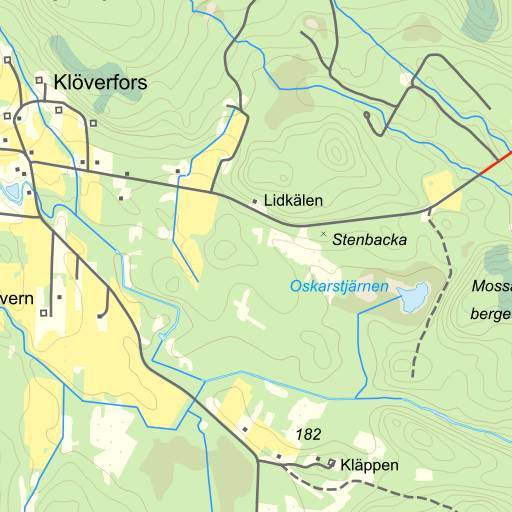 Klöverfors
Lidkälen
Stenbacka
Oskarstjärnen
Mossa
berge
vern
182
Kläppen